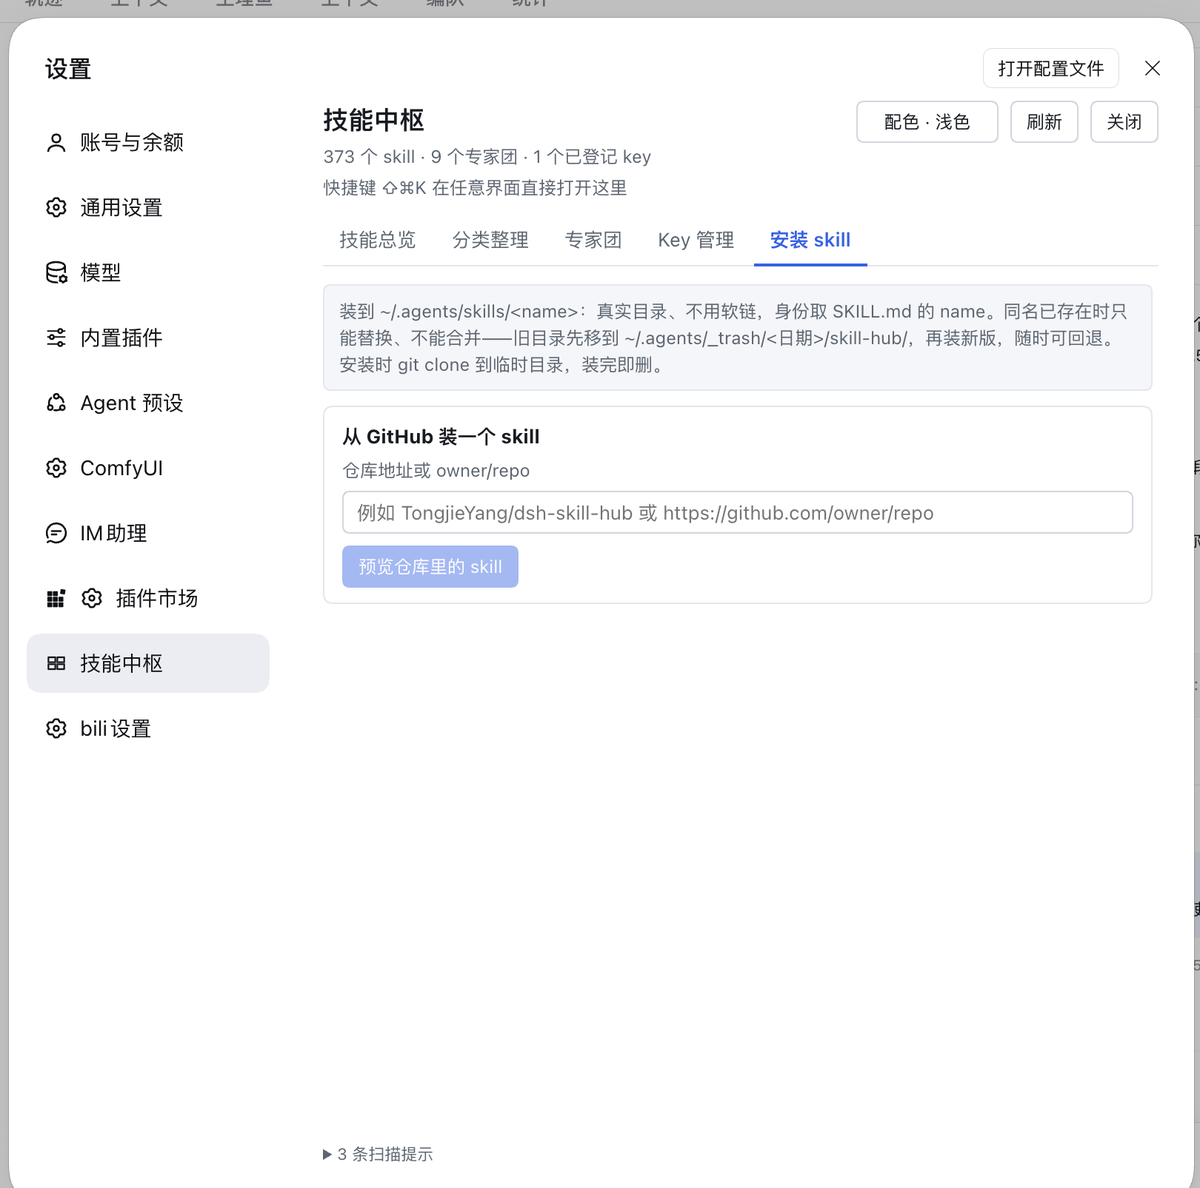 设置
打开配置文件
账号与余额
通用设置
模型
内置插件
Agent 预设
ComfyUI
IM助理
插件市场
技能中枢
bili设置
技能中枢
配色 · 浅色
刷新
关闭
373 个 skill · 9 个专家团 · 1 个已登记 key
快捷键 ⇧⌘K 在任意界面直接打开这里
技能总览 分类整理 专家团 Key 管理 安装 skill
装到 ~/.agents/skills/<name>：真实目录、不用软链，身份取 SKILL.md 的 name。同名已存在时只
能替换、不能合并——旧目录先移到 ~/.agents/_trash/<日期>/skill-hub/，再装新版，随时可回退。
安装时 git clone 到临时目录，装完即删。
从 GitHub 装一个 skill
仓库地址或 owner/repo
例如 TongjieYang/dsh-skill-hub 或 https://github.com/owner/repo
预览仓库里的 skill
▶ 3 条扫描提示